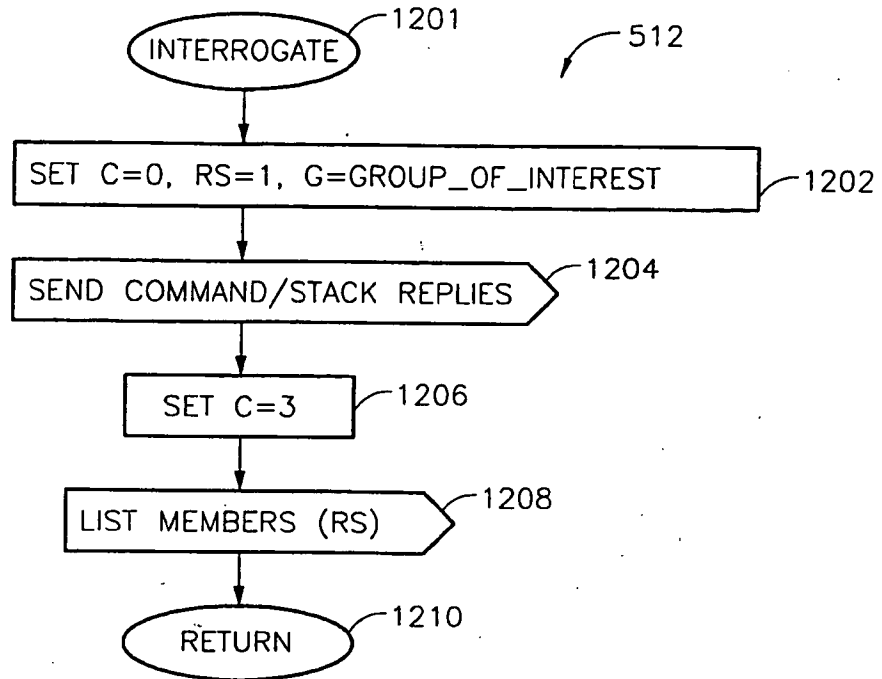 INTERROGATE
1201
512
SET C=0, RS=1, G=GROUP_OF_INTEREST
1202
SEND COMMAND/STACK REPLIES
1204
SET C=3
1206
LIST MEMBERS (RS)
1208
RETURN
1210